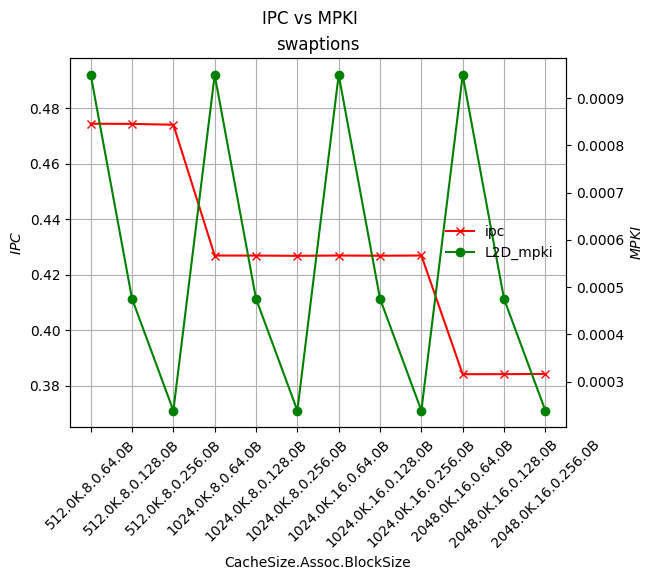 IPC vs MPKI
swaptions
0.48
0.46
0.44
0.42
0.40
0.38
IPC
0.0009
0.0008
0.0007
0.0006
0.0005
0.0004
0.0003
MPKI
ipc
L2D_mpki
512.0K.8.0.64.0B
512.0K.8.0.128.0B
512.0K.8.0.256.0B
1024.0K.8.0.64.0B
1024.0K.8.0.128.0B
1024.0K.8.0.256.0B
1024.0K.16.0.64.0B
1024.0K.16.0.128.0B
1024.0K.16.0.256.0B
2048.0K.16.0.64.0B
2048.0K.16.0.128.0B
2048.0K.16.0.256.0B
CacheSize.Assoc.BlockSize